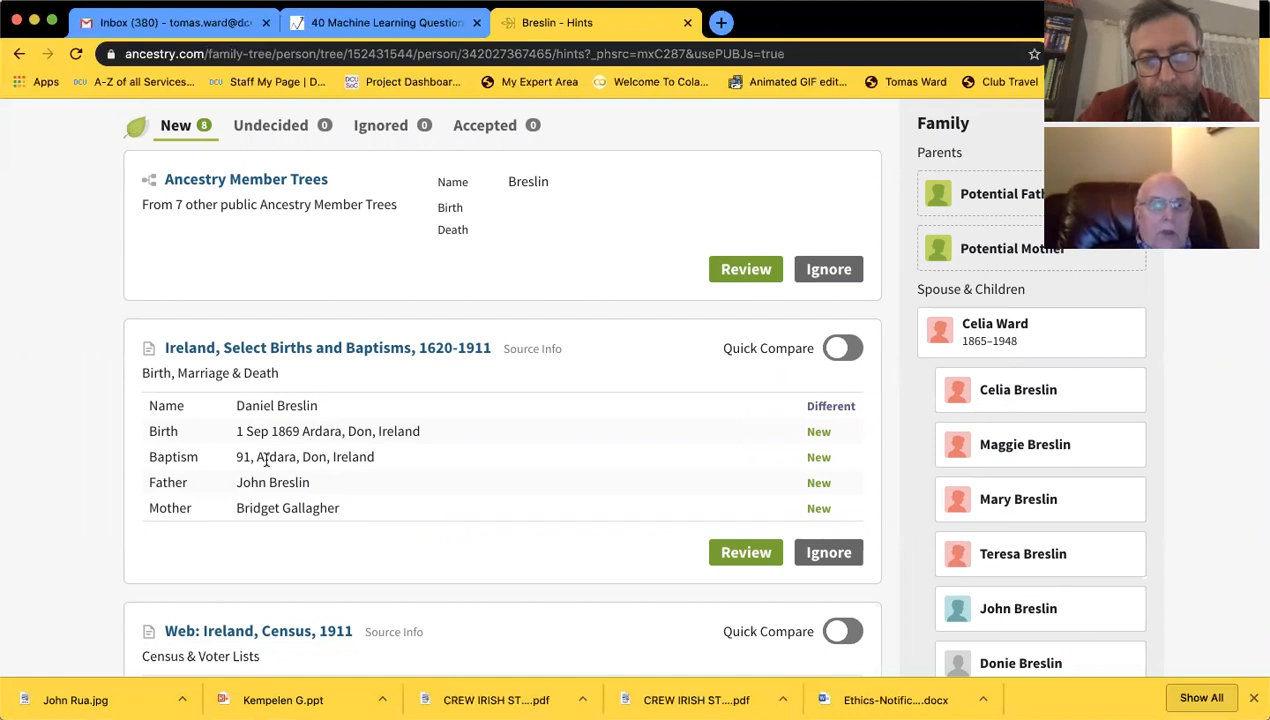 Inbox (380) - tomas.ward@dc
40 Machine Learning Question
Breslin - Hints
ancestry.com/family-tree/person/tree/152431544/person/342027367465/hints?_phsrc=mxC287&usePUBJs=true
Apps
DCU A-Z of all Services...
DCU Staff My Page | D...
Project Dashboar...
My Expert Area
Welcome To Cola...
Animated GIF edit...
Tomas Ward
Club Travel
New 8
Undecided 0
Ignored 0
Accepted 0
Ancestry Member Trees
From 7 other public Ancestry Member Trees
Name Breslin
Birth
Death
Review
Ignore
Ireland, Select Births and Baptisms, 1620-1911 Source Info
Quick Compare
Birth, Marriage & Death
Name Daniel Breslin Different
Birth 1 Sep 1869 Ardara, Don, Ireland New
Baptism 91, Ardara, Don, Ireland New
Father John Breslin New
Mother Bridget Gallagher New
Review
Ignore
Web: Ireland, Census, 1911 Source Info
Quick Compare
Census & Voter Lists
Family
Parents
Potential Fath
Potential Mother
Spouse & Children
Celia Ward
1865–1948
Celia Breslin
Maggie Breslin
Mary Breslin
Teresa Breslin
John Breslin
Donie Breslin
John Rua.jpg
Kempelen G.ppt
CREW IRISH ST....pdf
CREW IRISH ST....pdf
Ethics-Notific....docx
Show All